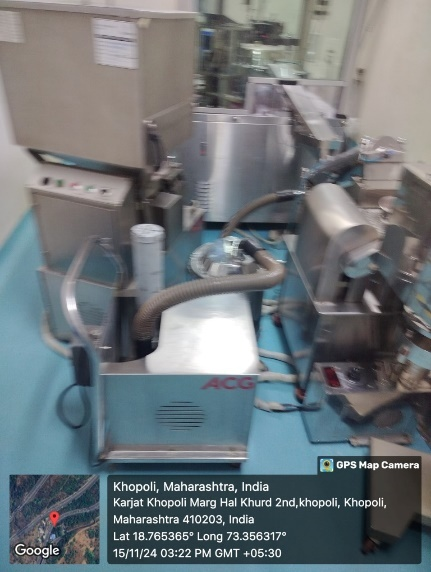 ACG
GPS Map Camera
Khopoli, Maharashtra, India
Karjat Khopoli Marg Hal Khurd 2nd,khopoli, Khopoli,
Maharashtra 410203, India
Lat 18.765365° Long 73.356317°
15/11/24 03:22 PM GMT +05:30
Google